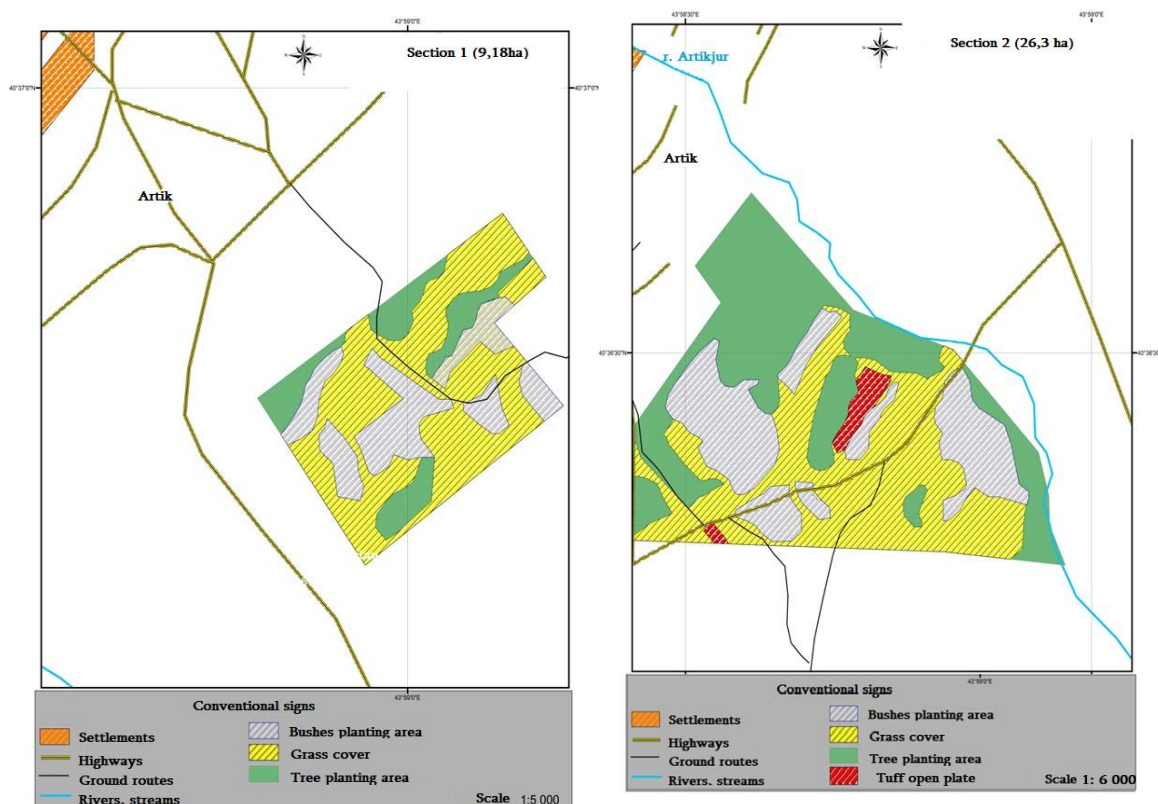 43°59'0"E
Section 1 (9,18ha)
40°37'0"N
40°37'0"N
Artik
43°59'0"E
Conventional signs
Settlements
Highways
Ground routes
Rivers. streams
Bushes planting area
Grass cover
Tree planting area
Scale 1:5 000
43°58'30"E
43°59'0"E
r. Artikjur
Section 2 (26,3 ha)
Artik
40°36'30"N
43°59'0"E
Conventional signs
Settlements
Highways
Ground routes
Rivers. streams
Bushes planting area
Grass cover
Tree planting area
Tuff open plate
Scale 1: 6 000